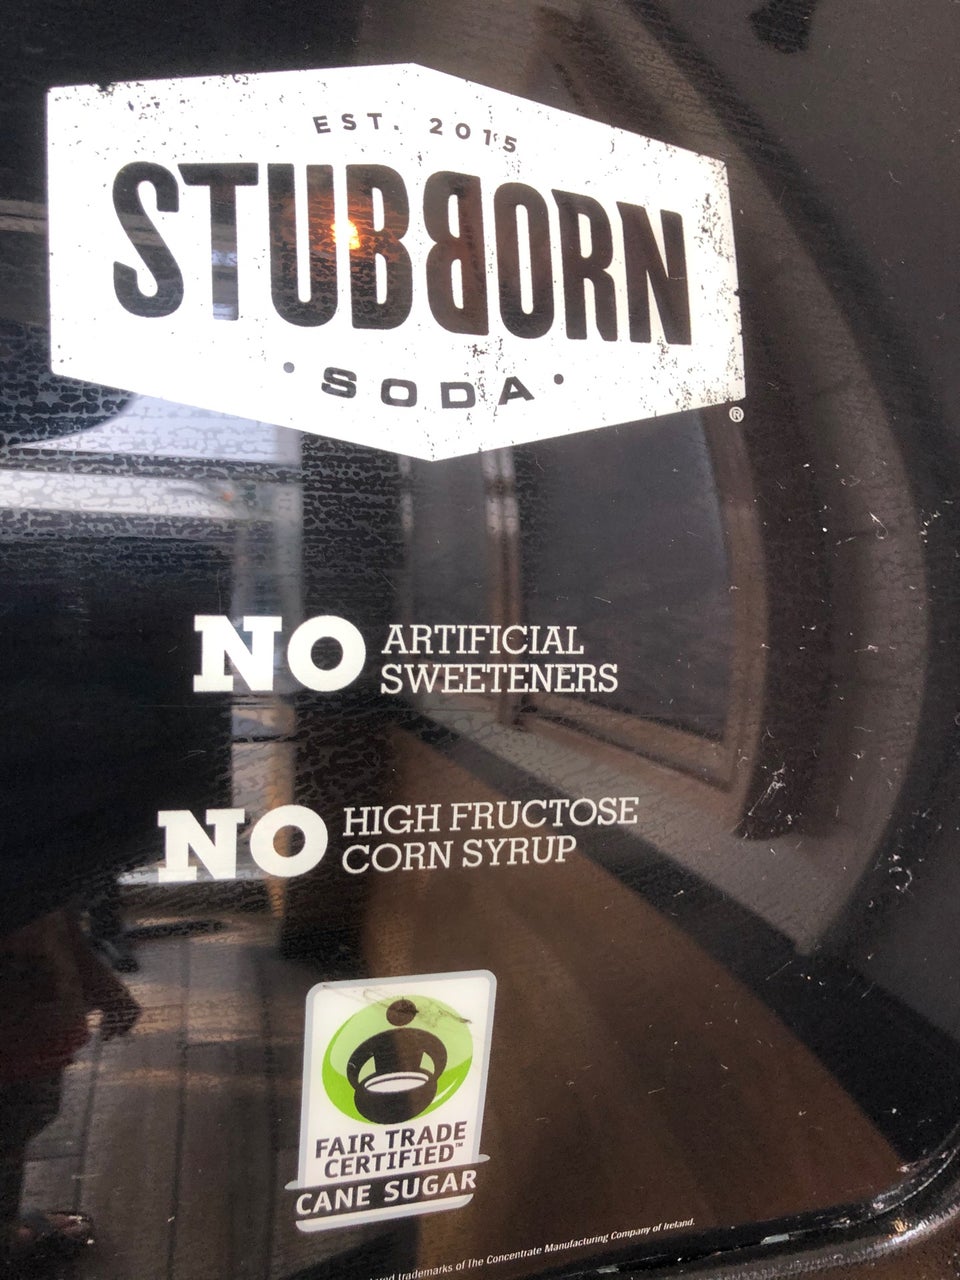 EST. 2015
STUBBORN
• SODA •
®
NO ARTIFICIAL
SWEETENERS
NO HIGH FRUCTOSE
CORN SYRUP
FAIR TRADE
CERTIFIED™
CANE SUGAR
trademarks of The Concentrate Manufacturing Company of Ireland.